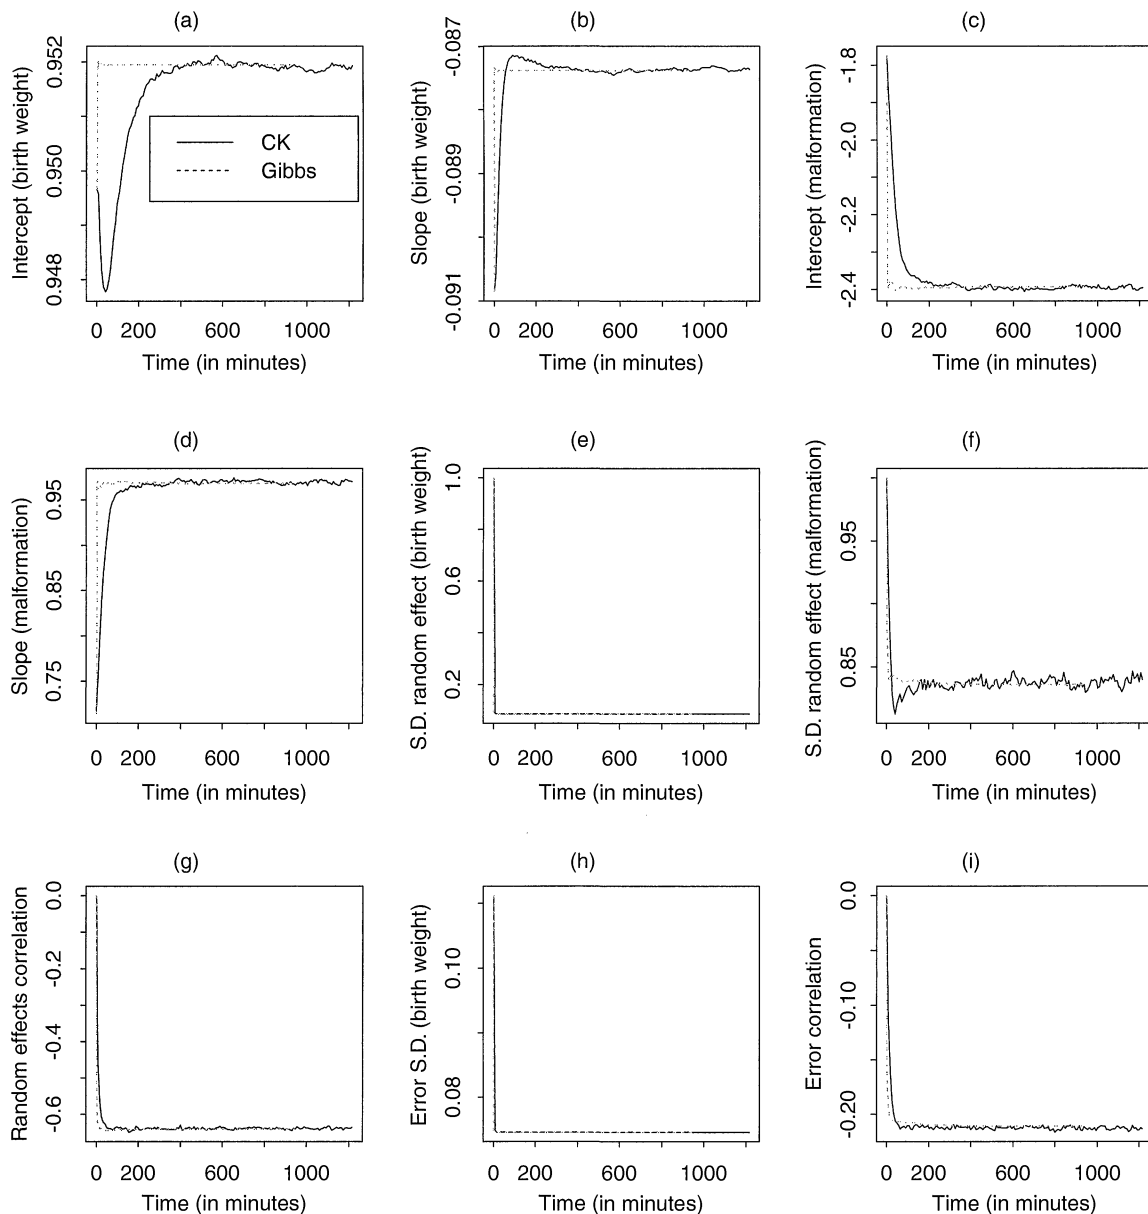 (a)
Intercept (birth weight)
0.952
0.950
0.948
CK
Gibbs
0 200 600 1000
Time (in minutes)
(b)
Slope (birth weight)
-0.087
-0.089
-0.091
0 200 600 1000
Time (in minutes)
(c)
Intercept (malformation)
-1.8
-2.0
-2.2
-2.4
0 200 600 1000
Time (in minutes)
(d)
Slope (malformation)
0.95
0.85
0.75
0 200 600 1000
Time (in minutes)
(e)
S.D. random effect (birth weight)
1.0
0.6
0.2
0 200 600 1000
Time (in minutes)
(f)
S.D. random effect (malformation)
0.95
0.85
0 200 600 1000
Time (in minutes)
(g)
Random effects correlation
0.0
-0.2
-0.4
-0.6
0 200 600 1000
Time (in minutes)
(h)
Error S.D. (birth weight)
0.10
0.08
0 200 600 1000
Time (in minutes)
(i)
Error correlation
0.0
-0.10
-0.20
0 200 600 1000
Time (in minutes)